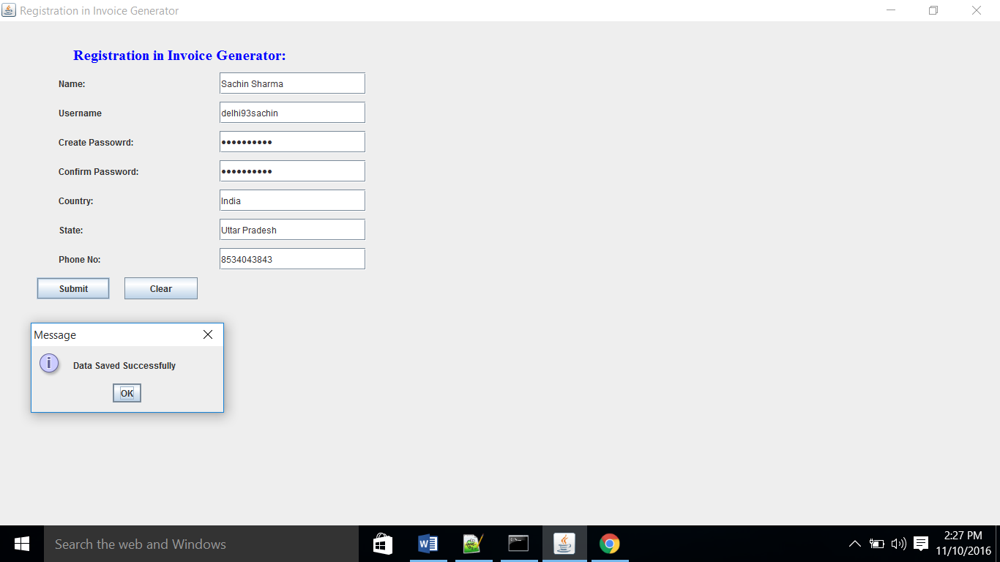 Registration in Invoice Generator
Registration in Invoice Generator:
Name: Sachin Sharma
Username delhi93sachin
Create Passowrd: ••••••••••
Confirm Password: ••••••••••
Country: India
State: Uttar Pradesh
Phone No: 8534043843
Submit Clear
Message
i Data Saved Successfully
OK
Search the web and Windows
2:27 PM
11/10/2016